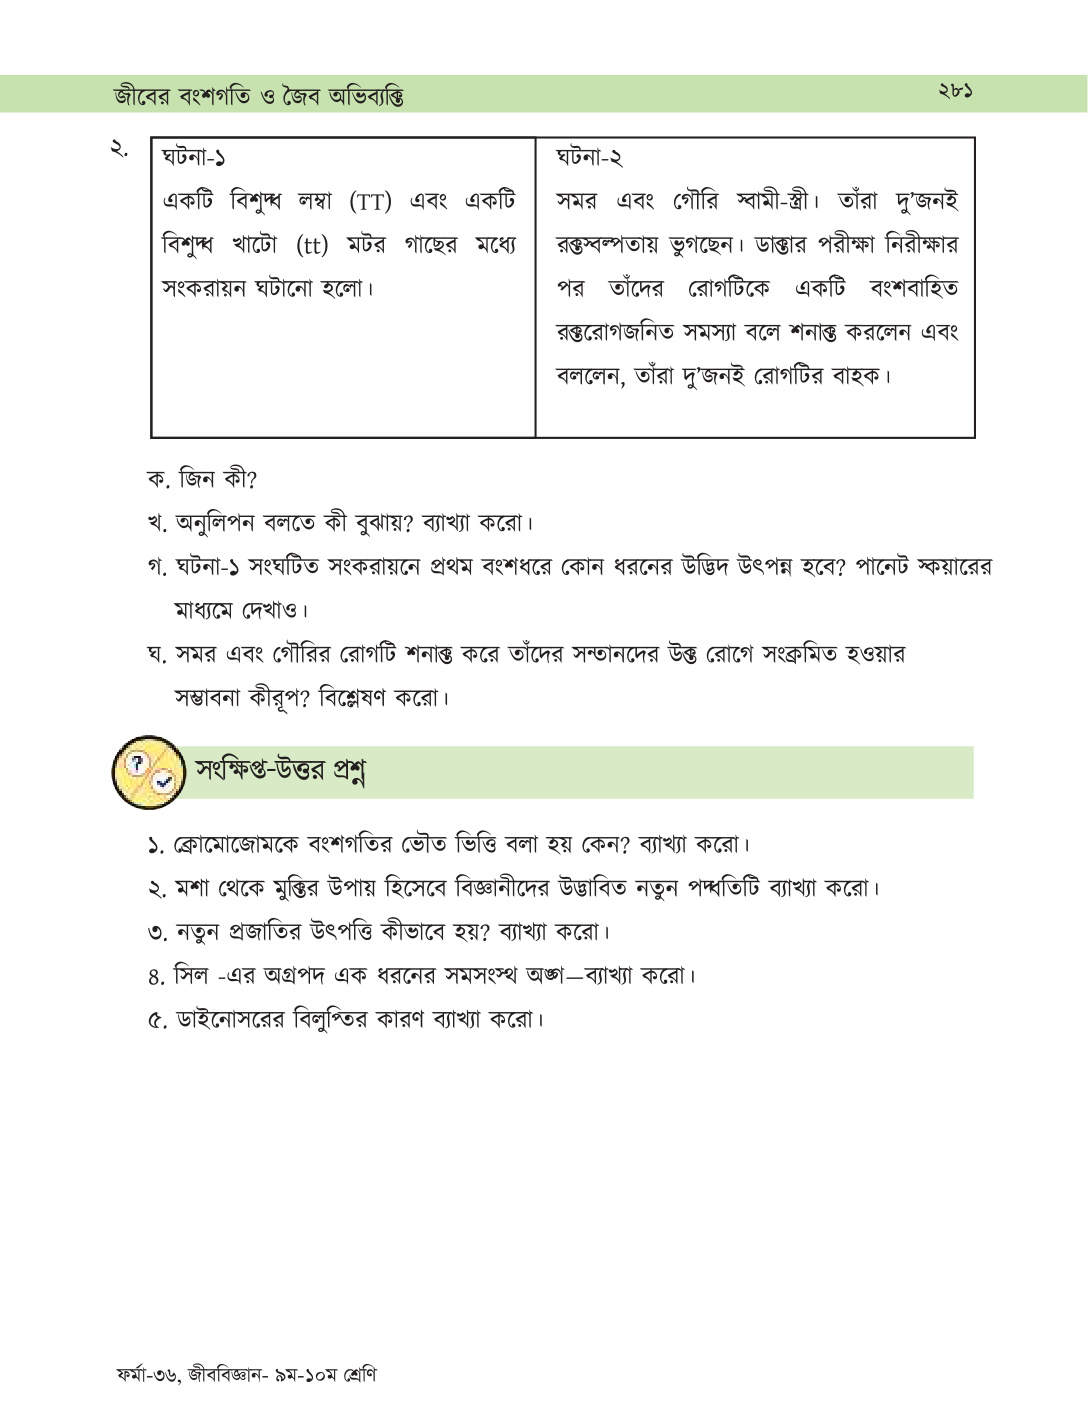 জীবের বংশগতি ও জৈব অভিব্যক্তি
২৮১
২.
ঘটনা-১
একটি বিশুদ্ধ লম্বা (TT) এবং একটি
বিশুদ্ধ খাটো (tt) মটর গাছের মধ্যে
সংকরায়ন ঘটানো হলো।
ঘটনা-২
সমর এবং গৌরি স্বামী-স্ত্রী। তাঁরা দু’জনই
রক্তস্বল্পতায় ভুগছেন। ডাক্তার পরীক্ষা নিরীক্ষার
পর তাঁদের রোগটিকে একটি বংশবাহিত
রক্তরোগজনিত সমস্যা বলে শনাক্ত করলেন এবং
বললেন, তাঁরা দু’জনই রোগটির বাহক।
ক. জিন কী?
খ. অনুলিপন বলতে কী বুঝায়? ব্যাখ্যা করো।
গ. ঘটনা-১ সংঘটিত সংকরায়নে প্রথম বংশধরে কোন ধরনের উদ্ভিদ উৎপন্ন হবে? পানেট স্কয়ারের
মাধ্যমে দেখাও।
ঘ. সমর এবং গৌরির রোগটি শনাক্ত করে তাঁদের সন্তানদের উক্ত রোগে সংক্রমিত হওয়ার
সম্ভাবনা কীরূপ? বিশ্লেষণ করো।
সংক্ষিপ্ত-উত্তর প্রশ্ন
১. ক্রোমোজোমকে বংশগতির ভৌত ভিত্তি বলা হয় কেন? ব্যাখ্যা করো।
২. মশা থেকে মুক্তির উপায় হিসেবে বিজ্ঞানীদের উদ্ভাবিত নতুন পদ্ধতিটি ব্যাখ্যা করো।
৩. নতুন প্রজাতির উৎপত্তি কীভাবে হয়? ব্যাখ্যা করো।
৪. সিল -এর অগ্রপদ এক ধরনের সমসংস্থ অঙ্গ—ব্যাখ্যা করো।
৫. ডাইনোসরের বিলুপ্তির কারণ ব্যাখ্যা করো।
ফর্মা-৩৬, জীববিজ্ঞান- ৯ম-১০ম শ্রেণি